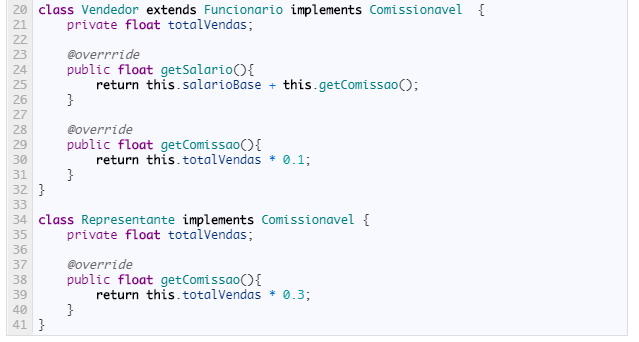 20 class Vendedor extends Funcionario implements Comissionavel  {
21     private float totalVendas;
22
23     @overrride
24     public float getSalario(){
25         return this.salarioBase + this.getComissao();
26     }
27
28     @override
29     public float getComissao(){
30         return this.totalVendas * 0.1;
31     }
32 }
33
34 class Representante implements Comissionavel {
35     private float totalVendas;
36
37     @override
38     public float getComissao(){
39         return this.totalVendas * 0.3;
40     }
41 }